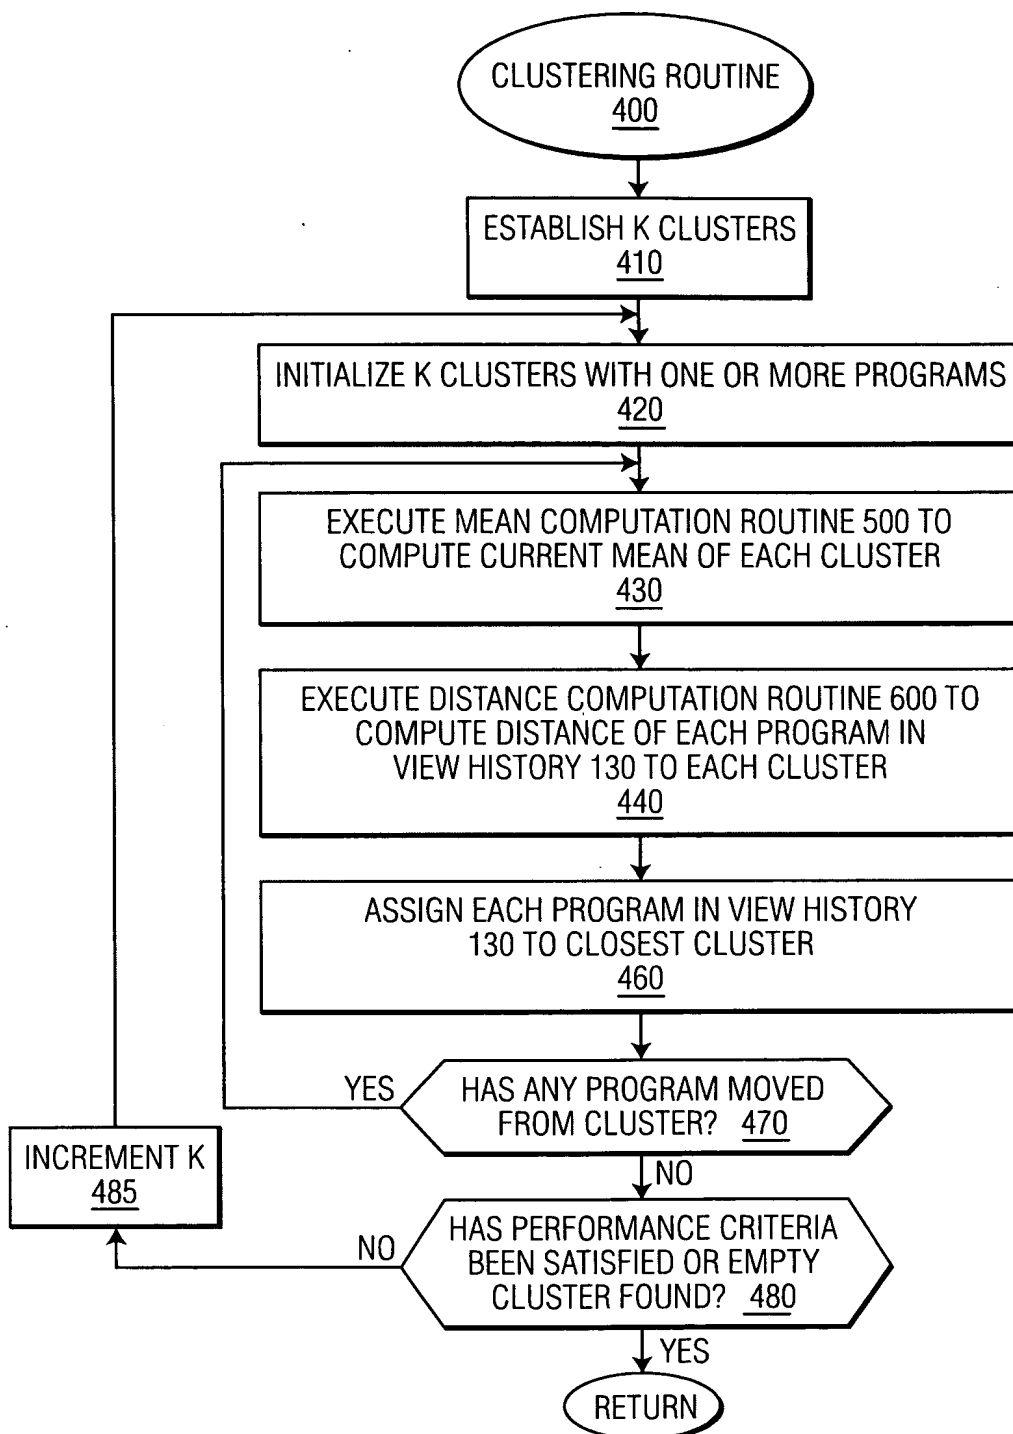 CLUSTERING ROUTINE
400
ESTABLISH K CLUSTERS
410
INITIALIZE K CLUSTERS WITH ONE OR MORE PROGRAMS
420
EXECUTE MEAN COMPUTATION ROUTINE 500 TO
COMPUTE CURRENT MEAN OF EACH CLUSTER
430
EXECUTE DISTANCE COMPUTATION ROUTINE 600 TO
COMPUTE DISTANCE OF EACH PROGRAM IN
VIEW HISTORY 130 TO EACH CLUSTER
440
ASSIGN EACH PROGRAM IN VIEW HISTORY
130 TO CLOSEST CLUSTER
460
YES
HAS ANY PROGRAM MOVED
FROM CLUSTER? 470
NO
INCREMENT K
485
NO
HAS PERFORMANCE CRITERIA
BEEN SATISFIED OR EMPTY
CLUSTER FOUND? 480
YES
RETURN